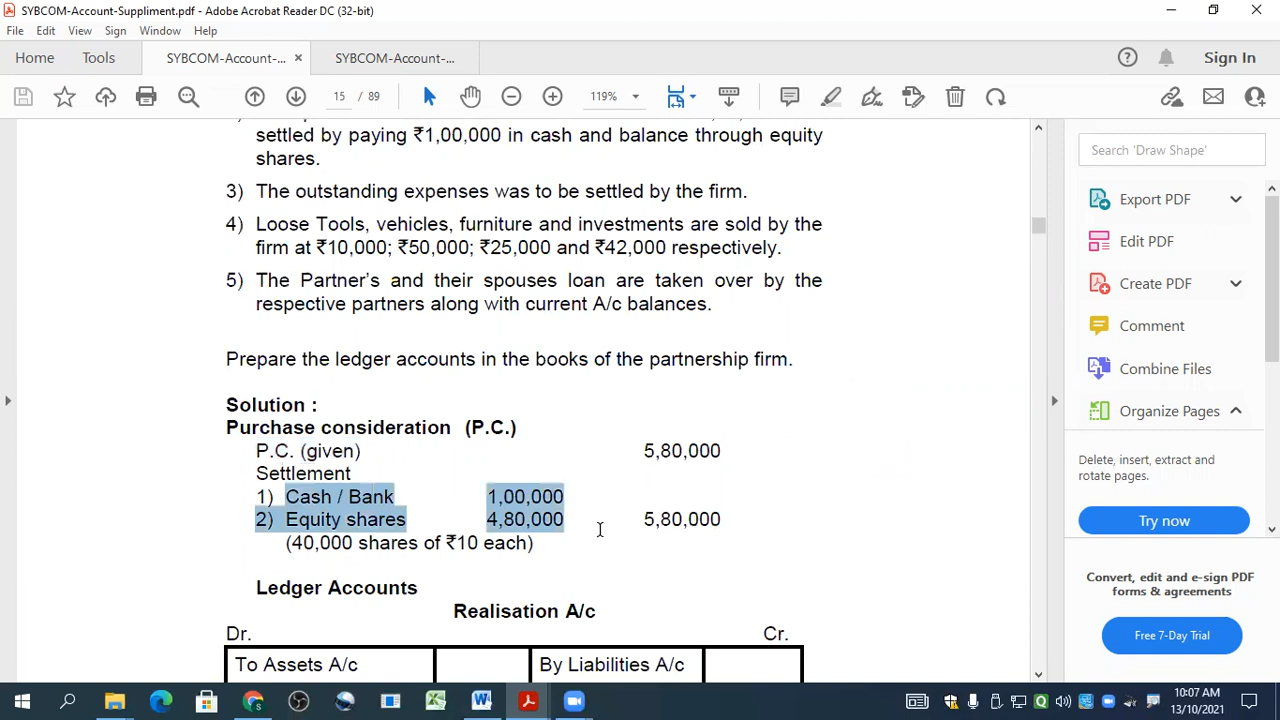 SYBCOM-Account-Suppliment.pdf - Adobe Acrobat Reader DC (32-bit)
File Edit View Sign Window Help
Home Tools SYBCOM-Account-... × SYBCOM-Account-... Sign In
15 / 89 119%
settled by paying ₹1,00,000 in cash and balance through equity
shares.
3) The outstanding expenses was to be settled by the firm.
4) Loose Tools, vehicles, furniture and investments are sold by the
firm at ₹10,000; ₹50,000; ₹25,000 and ₹42,000 respectively.
5) The Partner's and their spouses loan are taken over by the
respective partners along with current A/c balances.
Prepare the ledger accounts in the books of the partnership firm.
Solution :
Purchase consideration (P.C.)
P.C. (given) 5,80,000
Settlement
1) Cash / Bank 1,00,000
2) Equity shares 4,80,000 5,80,000
(40,000 shares of ₹10 each)
Ledger Accounts
Realisation A/c
Dr. Cr.
To Assets A/c By Liabilities A/c
Search 'Draw Shape'
Export PDF
Edit PDF
Create PDF
Comment
Combine Files
Organize Pages
Delete, insert, extract and
rotate pages.
Try now
Convert, edit and e-sign PDF
forms & agreements
Free 7-Day Trial
10:07 AM
13/10/2021